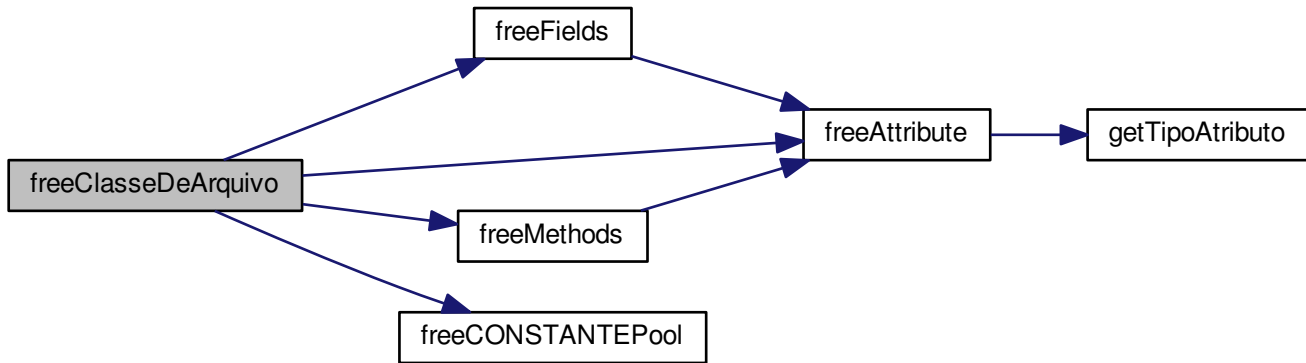 freeFields
freeAttribute
getTipoAtributo
freeClasseDeArquivo
freeMethods
freeCONSTANTEPool